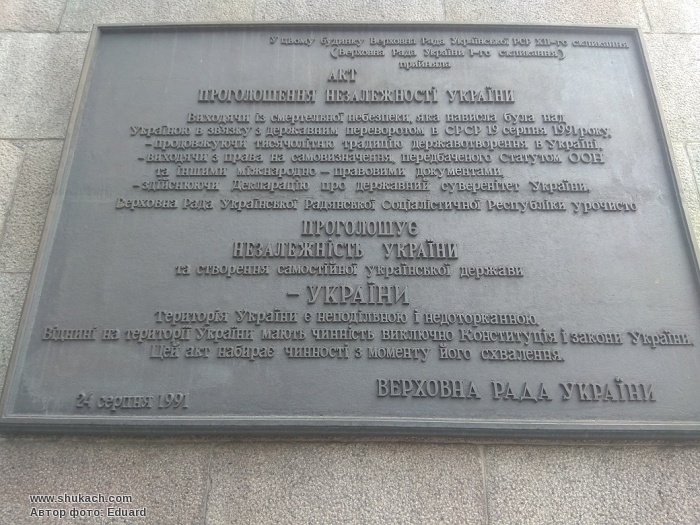 У цьому будинку Верховна Рада Української РСР XII-го скликання
(Верховна Рада України I-го скликання)
прийняла
АКТ
ПРОГОЛОШЕННЯ НЕЗАЛЕЖНОСТІ УКРАЇНИ
Виходячи із смертельної небезпеки, яка нависла була над
Україною в зв'язку з державним переворотом в СРСР 19 серпня 1991 року,
-продовжуючи тисячолітню традицію державотворення в Україні,
-виходячи з права на самовизначення, передбаченого Статутом ООН
та іншими міжнародно-правовими документами,
-здійснюючи Декларацію про державний суверенітет України,
Верховна Рада Української Радянської Соціалістичної Республіки урочисто
ПРОГОЛОШУЄ
НЕЗАЛЕЖНІСТЬ УКРАЇНИ
та створення самостійної української держави
– УКРАЇНИ
Територія України є неподільною і недоторканною.
Віднині на території України мають чинність виключно Конституція і закони України.
Цей акт набирає чинності з моменту його схвалення.
ВЕРХОВНА РАДА УКРАЇНИ
24 серпня 1991
www.shukach.com
Автор фото: Eduard